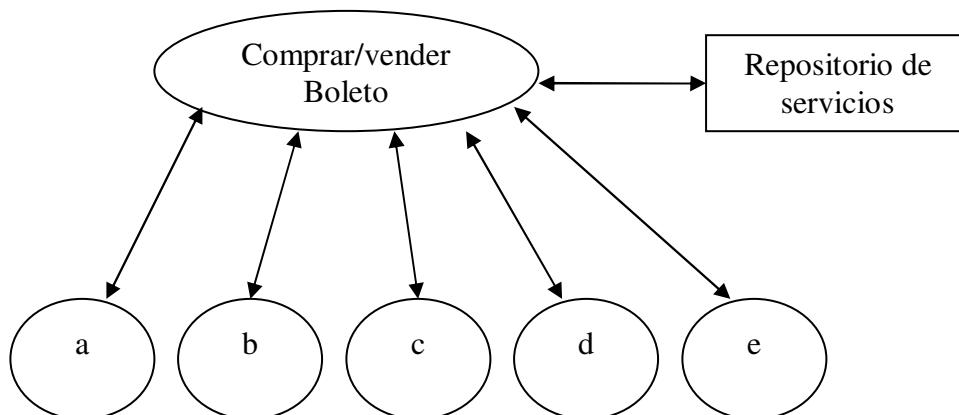 Comprar/vender
Boleto
Repositorio de
servicios
a
b
c
d
e